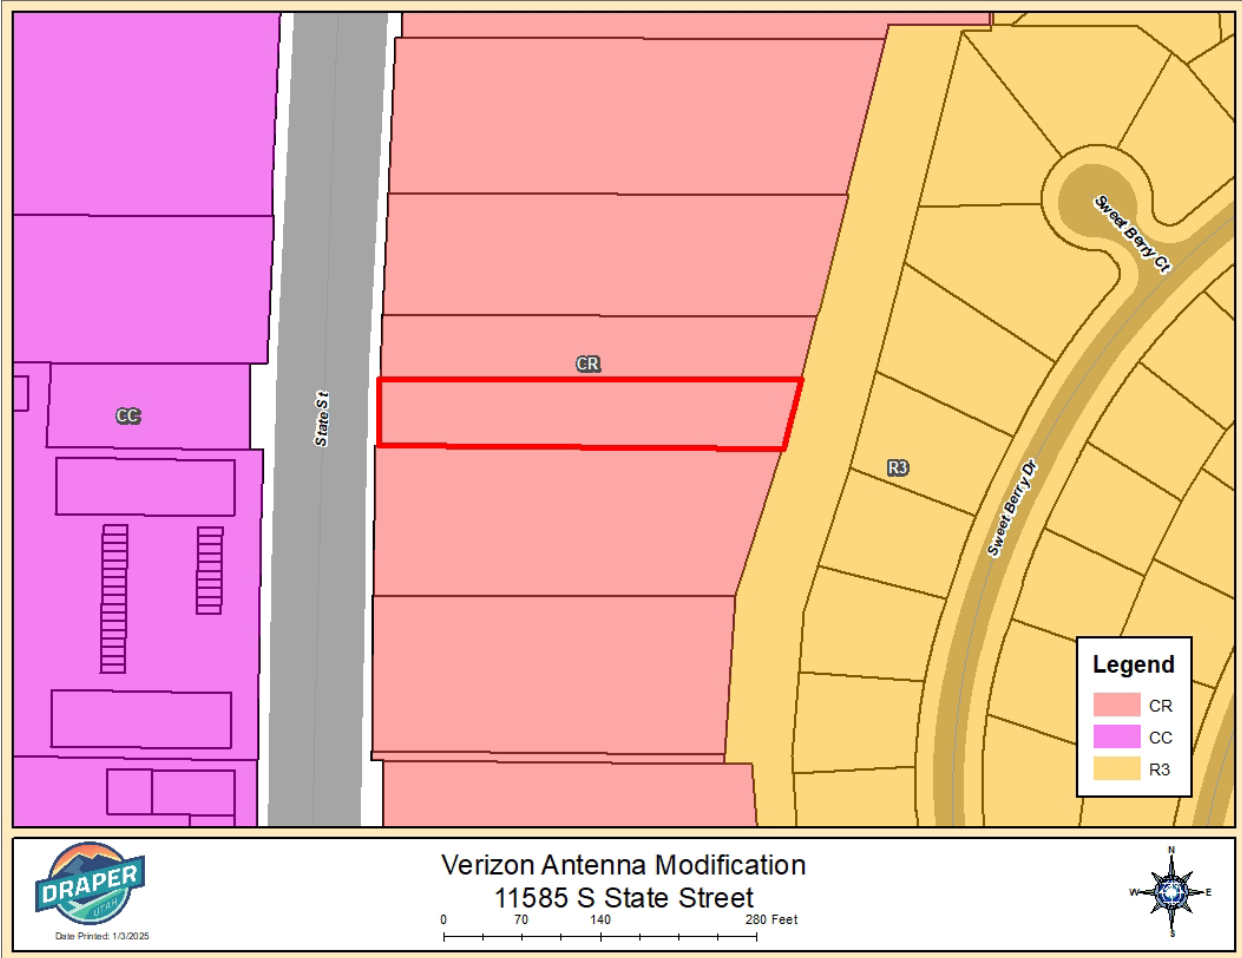 Sweet Berry Ct
CR
CC
State St
R3
Sweet Berry Dr
Legend
CR
CC
R3
DRAPER
UTAH
Date Printed: 1/3/2025
Verizon Antenna Modification
11585 S State Street
0 70 140 280 Feet
N
W E
S